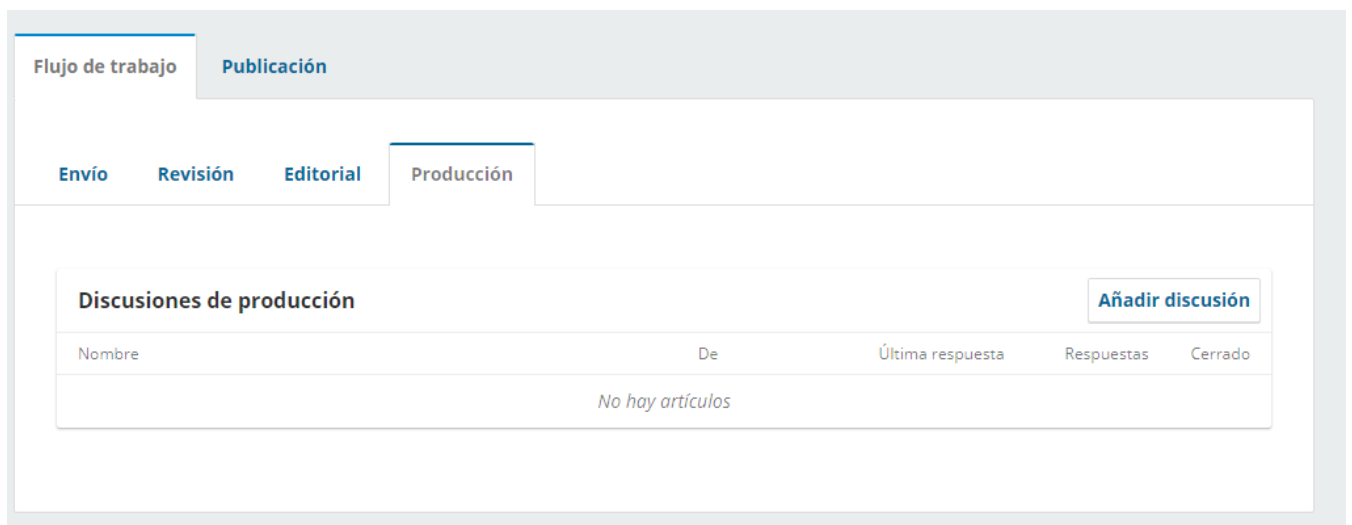 Flujo de trabajo Publicación
Envío Revisión Editorial Producción
Discusiones de producción Añadir discusión
Nombre De Última respuesta Respuestas Cerrado
No hay artículos